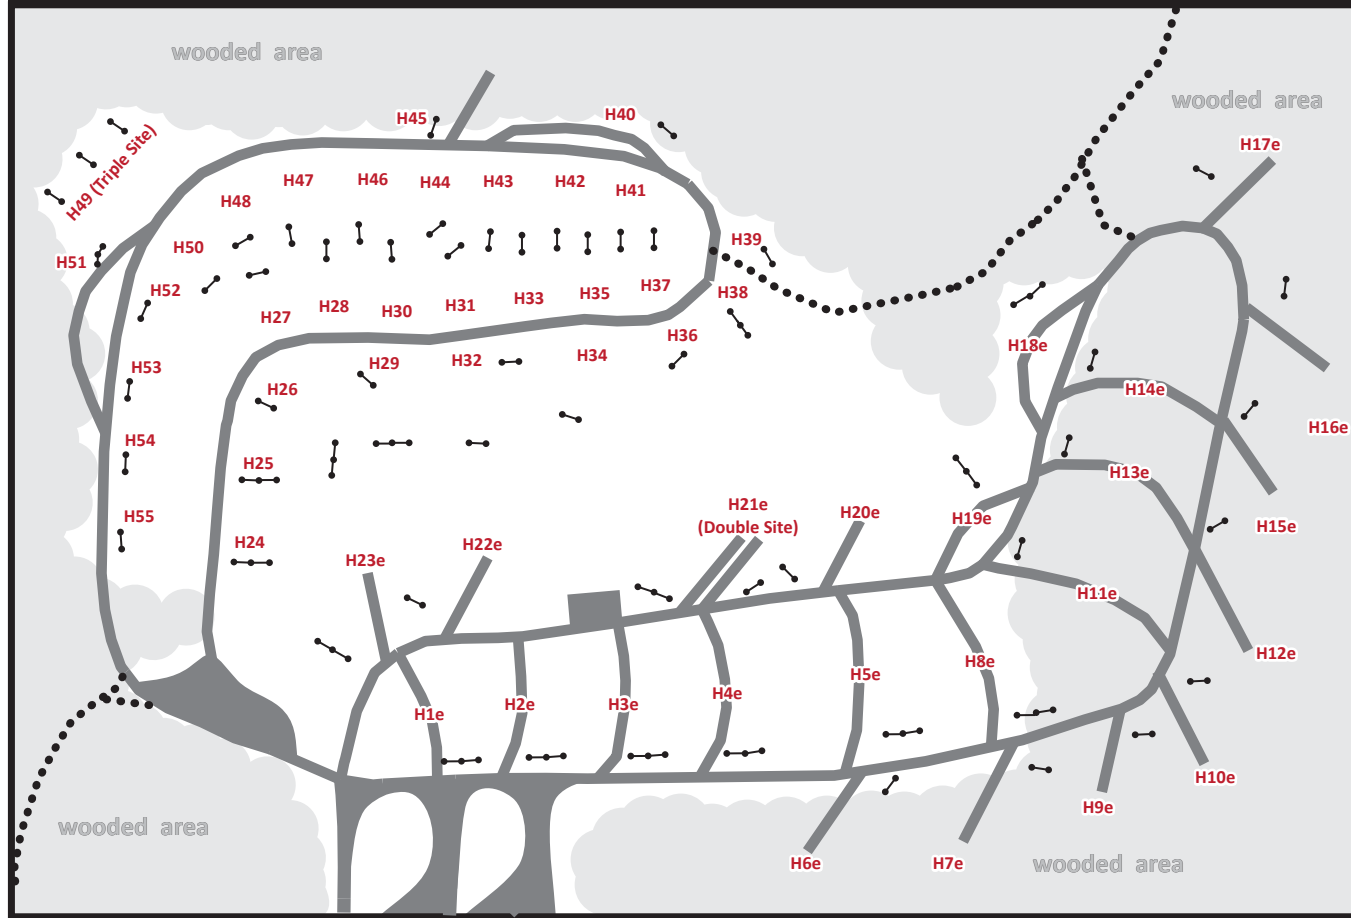 wooded area
wooded area
H45
H40
H17e
H49 (Triple Site)
H47
H46
H44
H43
H42
H41
H48
H50
H39
H51
H52
H37
H38
H35
H33
H31
H30
H28
H27
H36
H18e
H34
H32
H29
H53
H26
H14e
H16e
H54
H25
H13e
H55
H21e
(Double Site)
H20e
H19e
H15e
H24
H22e
H23e
H11e
H12e
H8e
H5e
H4e
H3e
H2e
H1e
H10e
H9e
wooded area
H6e
H7e
wooded area